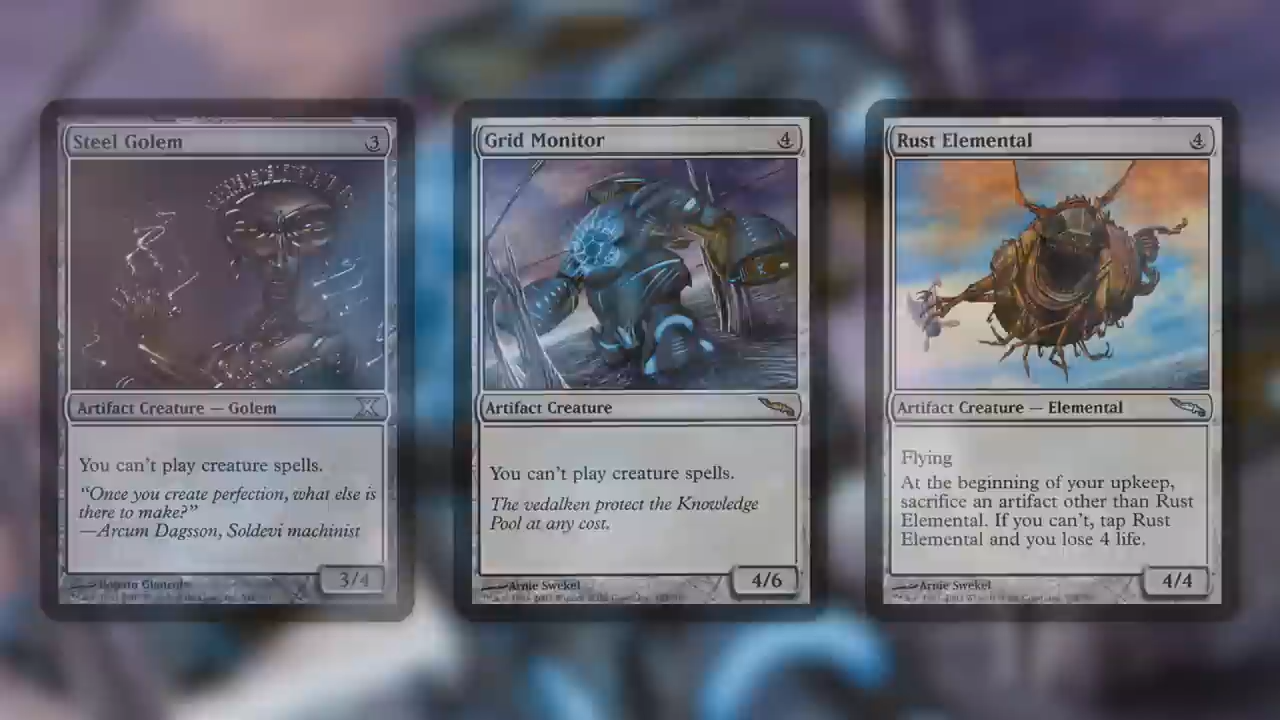 Steel Golem 3
Artifact Creature — Golem
You can't play creature spells.
"Once you create perfection, what else is
there to make?"
—Arcum Dagsson, Soldevi machinist
3/4
Grid Monitor 4
Artifact Creature
You can't play creature spells.
The vedalken protect the Knowledge
Pool at any cost.
Arnie Swekel
4/6
Rust Elemental 4
Artifact Creature — Elemental
Flying
At the beginning of your upkeep,
sacrifice an artifact other than Rust
Elemental. If you can't, tap Rust
Elemental and you lose 4 life.
Arnie Swekel
4/4